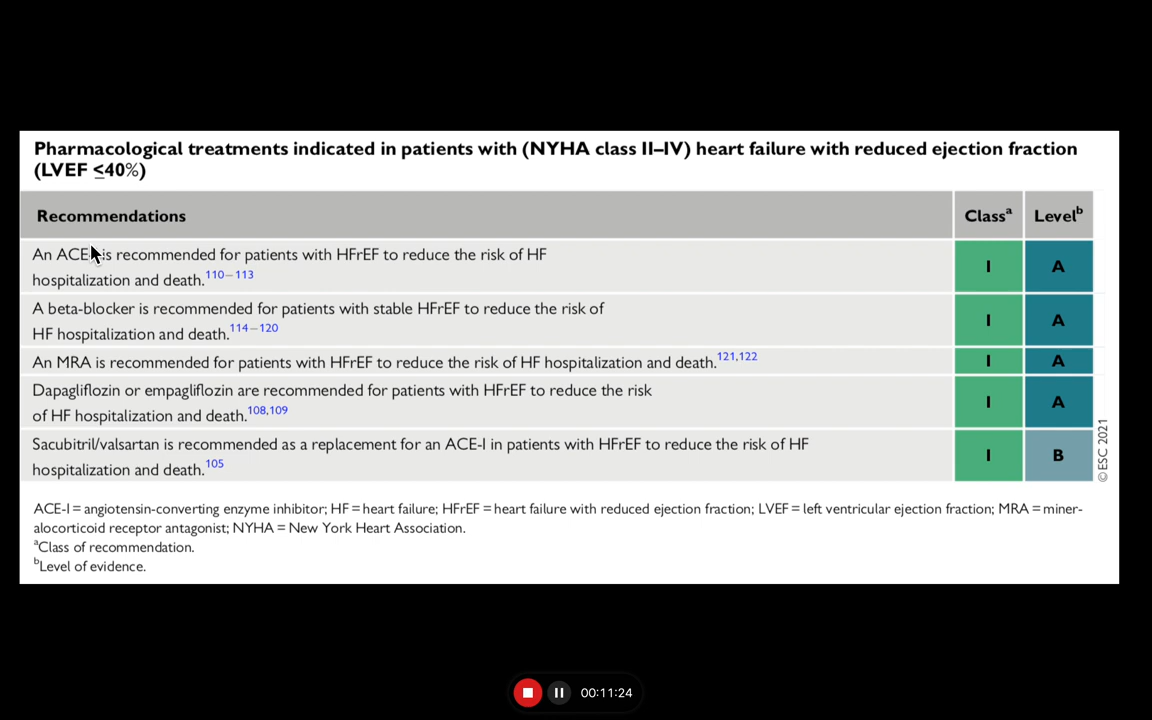 Pharmacological treatments indicated in patients with (NYHA class II–IV) heart failure with reduced ejection fraction
(LVEF ≤40%)
Recommendations Classᵃ Levelᵇ
An ACE is recommended for patients with HFrEF to reduce the risk of HF
hospitalization and death.110–113
I A
A beta-blocker is recommended for patients with stable HFrEF to reduce the risk of
HF hospitalization and death.114–120
I A
An MRA is recommended for patients with HFrEF to reduce the risk of HF hospitalization and death.121,122
I A
Dapagliflozin or empagliflozin are recommended for patients with HFrEF to reduce the risk
of HF hospitalization and death.108,109
I A
Sacubitril/valsartan is recommended as a replacement for an ACE-I in patients with HFrEF to reduce the risk of HF
hospitalization and death.105
I B
©ESC 2021
ACE-I = angiotensin-converting enzyme inhibitor; HF = heart failure; HFrEF = heart failure with reduced ejection fraction; LVEF = left ventricular ejection fraction; MRA = miner-
alocorticoid receptor antagonist; NYHA = New York Heart Association.
ᵃClass of recommendation.
ᵇLevel of evidence.
00:11:24